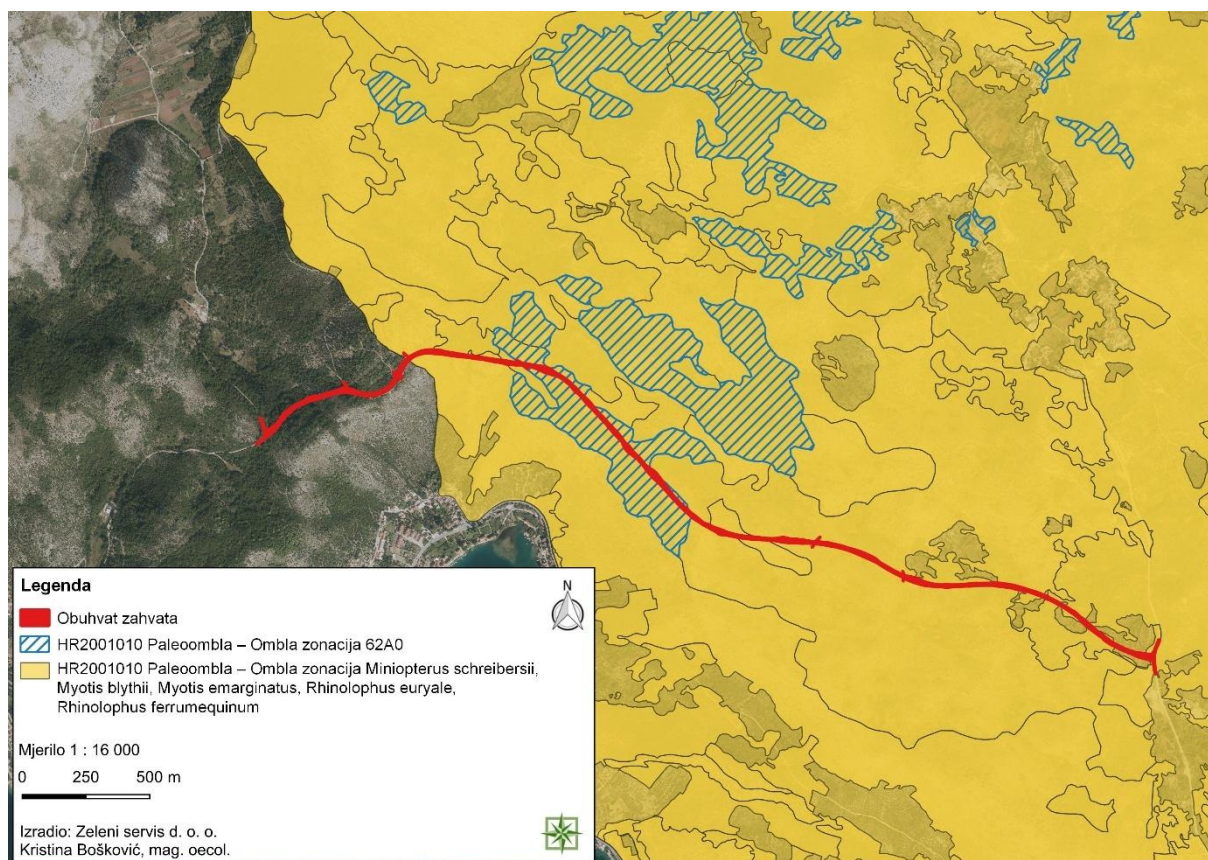 Legenda
N
Obuhvat zahvata
HR2001010 Paleoombla – Ombla zonacija 62A0
HR2001010 Paleoombla – Ombla zonacija Miniopterus schreibersii,
Myotis blythii, Myotis emarginatus, Rhinolophus euryale,
Rhinolophus ferrumequinum
Mjerilo 1 : 16 000
0 250 500 m
Izradio: Zeleni servis d. o. o.
Kristina Bošković, mag. oecol.